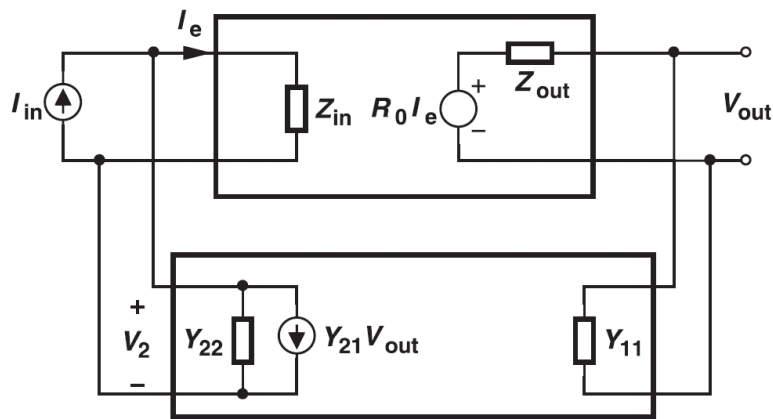 I_e
I_in
Z_in
R_0 I_e
+
−
Z_out
V_out
+
V_2
−
Y_22
Y_21 V_out
Y_11